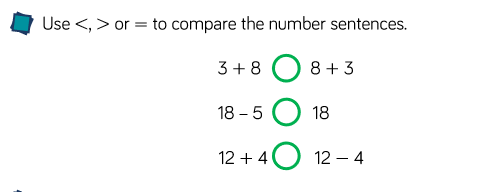 Use <, > or = to compare the number sentences.
3 + 8 ◯ 8 + 3
18 – 5 ◯ 18
12 + 4 ◯ 12 – 4